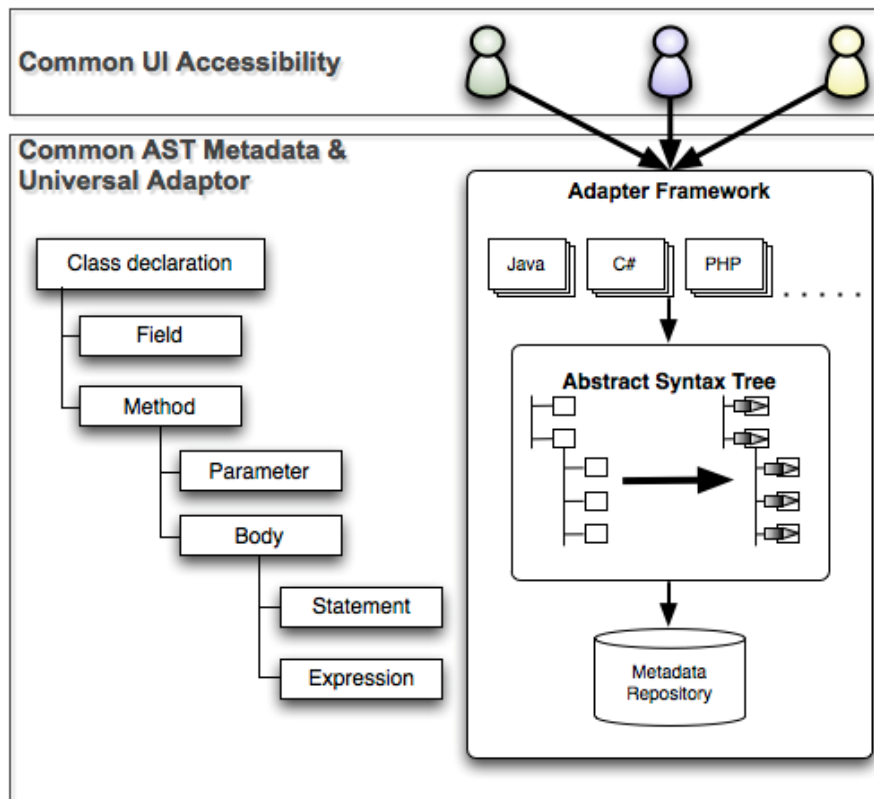 Common UI Accessibility
Common AST Metadata &
Universal Adaptor
Class declaration
Field
Method
Parameter
Body
Statement
Expression
Adapter Framework
Java
C#
PHP
. . . . .
Abstract Syntax Tree
Metadada
Repository